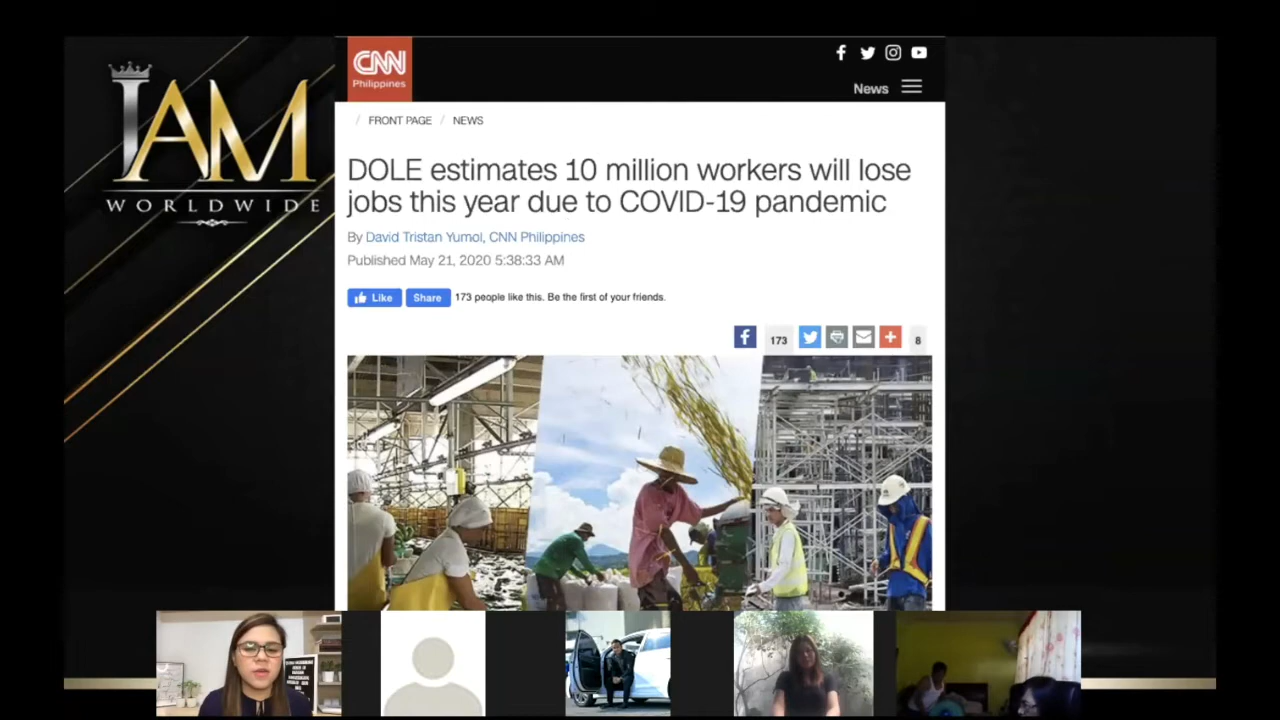 IAM
WORLDWIDE
CNN
Philippines
News
/ FRONT PAGE / NEWS
DOLE estimates 10 million workers will lose
jobs this year due to COVID-19 pandemic
By David Tristan Yumol, CNN Philippines
Published May 21, 2020 5:38:33 AM
Like Share 173 people like this. Be the first of your friends.
173 8